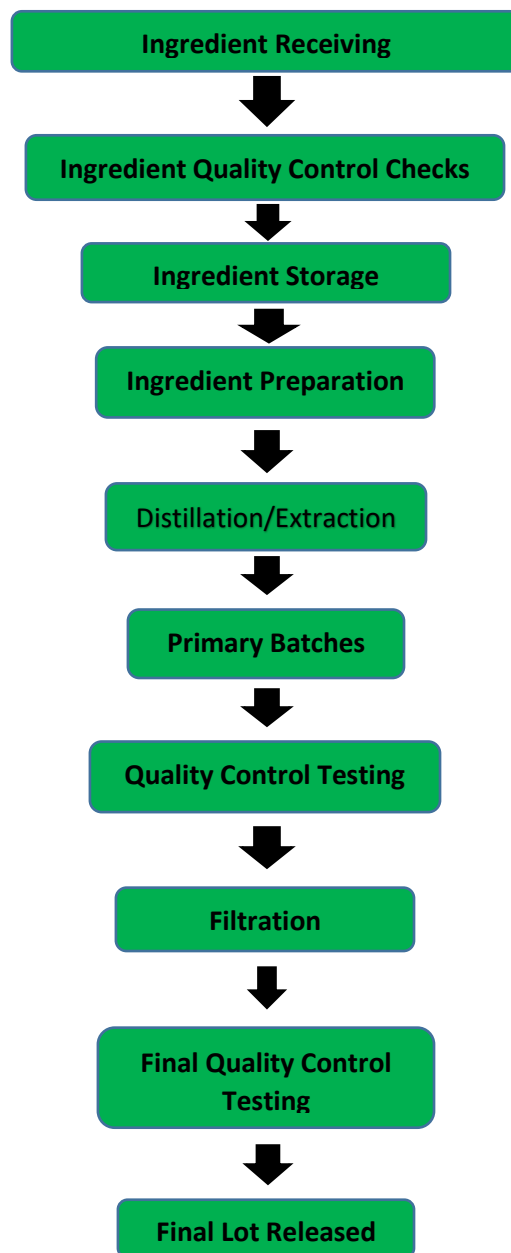 Ingredient Receiving
Ingredient Quality Control Checks
Ingredient Storage
Ingredient Preparation
Distillation/Extraction
Primary Batches
Quality Control Testing
Filtration
Final Quality Control
Testing
Final Lot Released